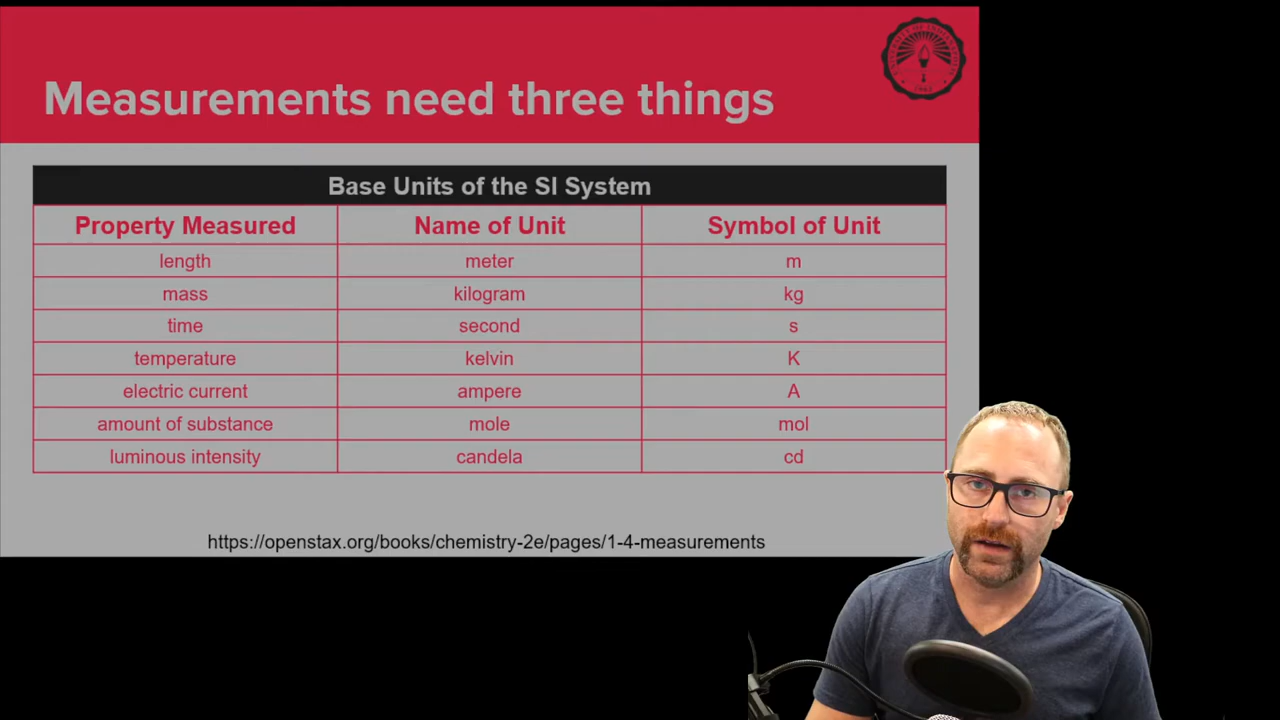 Measurements need three things
Base Units of the SI System
Property Measured Name of Unit Symbol of Unit
length meter m
mass kilogram kg
time second s
temperature kelvin K
electric current ampere A
amount of substance mole mol
luminous intensity candela cd
https://openstax.org/books/chemistry-2e/pages/1-4-measurements